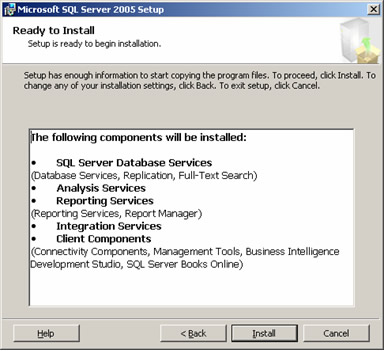 Microsoft SQL Server 2005 Setup
Ready to Install
Setup is ready to begin installation.
Setup has enough information to start copying the program files. To proceed, click Install. To
change any of your installation settings, click Back. To exit setup, click Cancel.
The following components will be installed:
• SQL Server Database Services
(Database Services, Replication, Full-Text Search)
• Analysis Services
• Reporting Services
(Reporting Services, Report Manager)
• Integration Services
• Client Components
(Connectivity Components, Management Tools, Business Intelligence
Development Studio, SQL Server Books Online)
Help
< Back
Install
Cancel